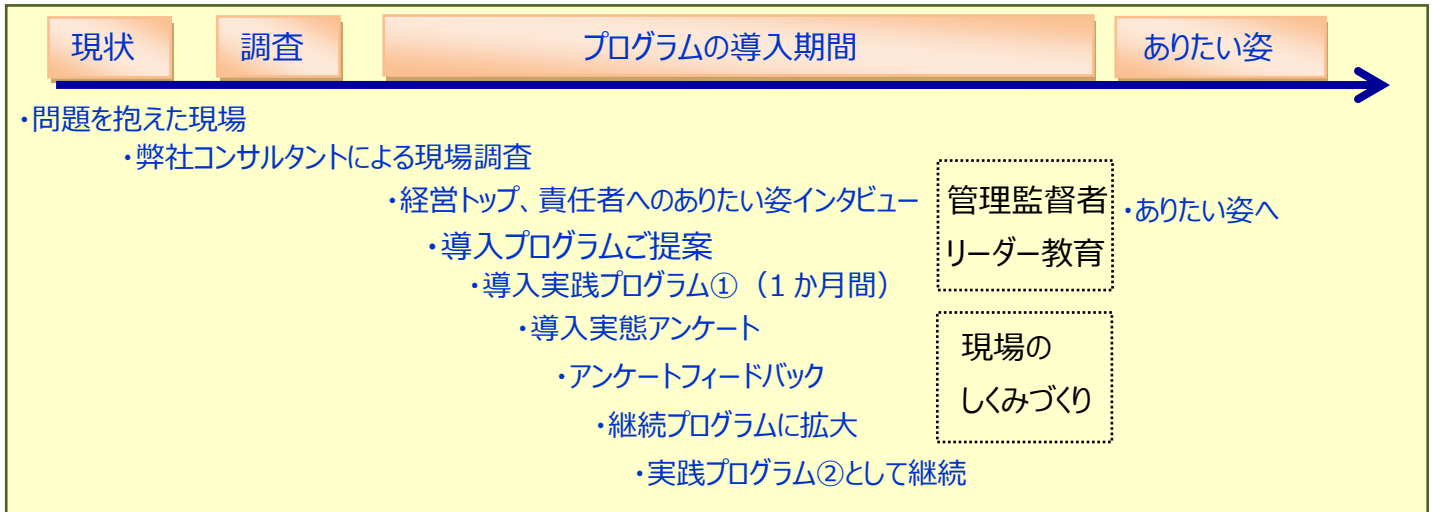 現状
調査
プログラムの導入期間
ありたい姿
・問題を抱えた現場
・弊社コンサルタントによる現場調査
・経営トップ、責任者へのありたい姿インタビュー
・導入プログラムご提案
・導入実践プログラム①（1か月間）
・導入実態アンケート
・アンケートフィードバック
・継続プログラムに拡大
・実践プログラム②として継続
管理監督者
リーダー教育
現場の
しくみづくり
・ありたい姿へ